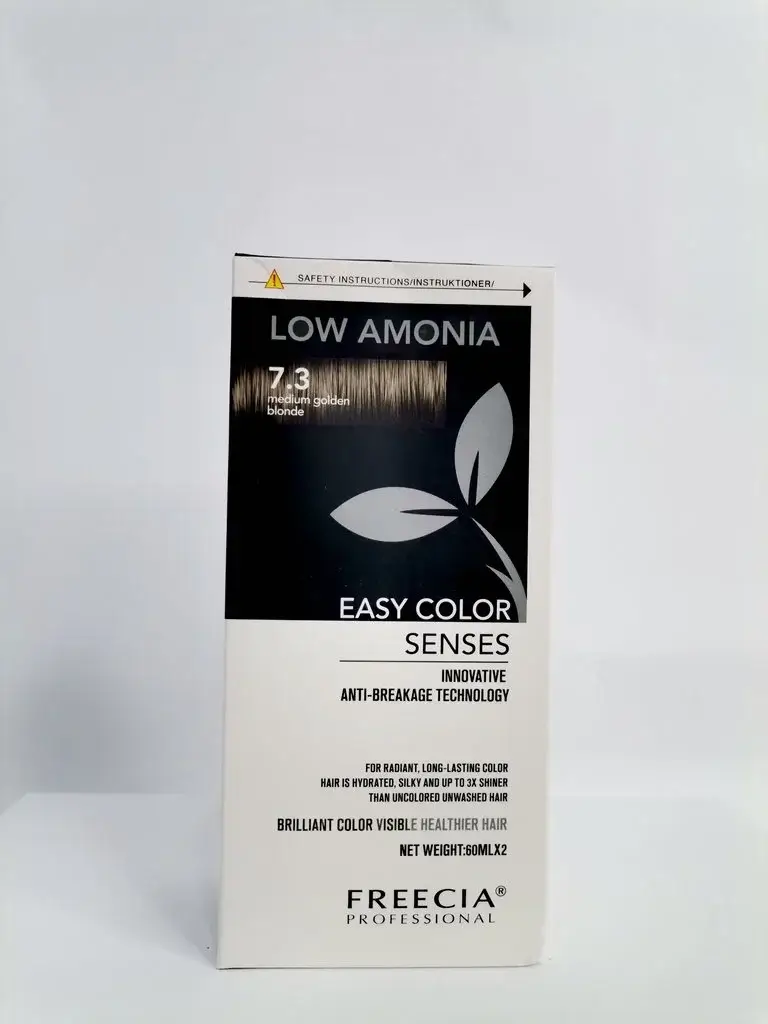 SAFETY INSTRUCTIONS/INSTRUKTIONER/
LOW AMONIA
7.3
medium golden
blonde
EASY COLOR
SENSES
INNOVATIVE
ANTI-BREAKAGE TECHNOLOGY
FOR RADIANT, LONG-LASTING COLOR
HAIR IS HYDRATED, SILKY AND UP TO 3X SHINER
THAN UNCOLORED UNWASHED HAIR
BRILLIANT COLOR VISIBLE HEALTHIER HAIR
NET WEIGHT:60MLX2
FREECIA®
PROFESSIONAL